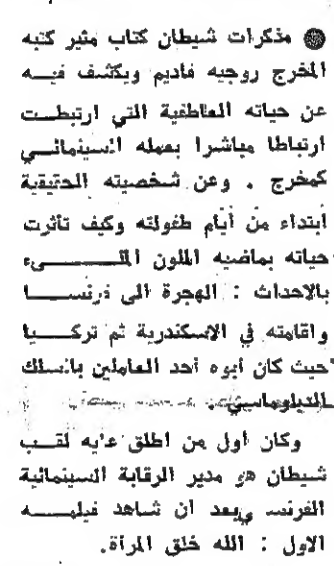 مذكرات شيطان كتاب مثير كتبه
المخرج روجيه فاديم ويكشف فيه
عن حياته العاطفية التي ارتبطت
ارتباطا مباشرا بعمله السينمائي
كمخرج . وعن شخصيته الحقيقية
أبتداء من أيام طفولته وكيف تأثرت
حياته بماضيه الملون المليء
بالاحداث : الهجرة الى فرنسا
واقامته في الاسكندرية ثم تركيا
حيث كان أبوه أحد العاملين بالسلك
الدبلوماسي .
وكان أول من اطلق عليه لقب
شيطان هو مدير الرقابة السينمائية
الفرنسي بعد أن شاهد فيلمه
الاول : الله خلق المرأة.